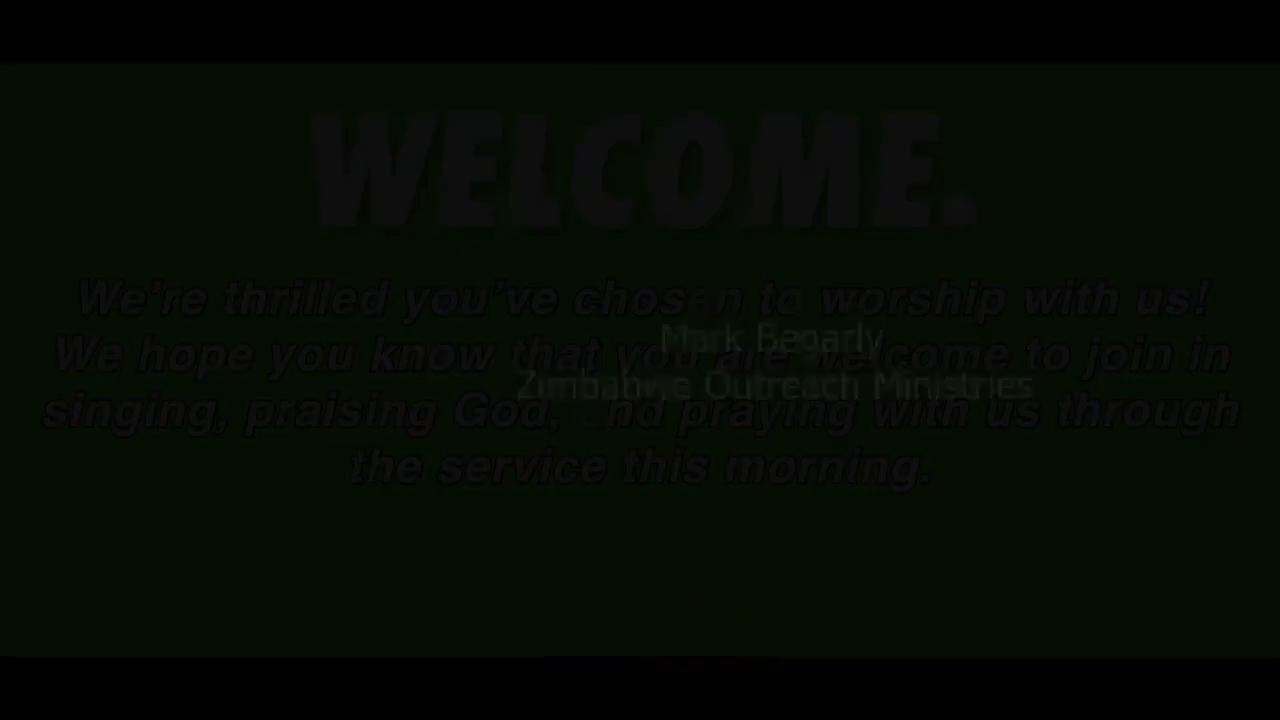 WELCOME.
We're thrilled you've chosen to worship with us!
Mark Begarly
We hope you know that you are welcome to join in
Zimbabwe Outreach Ministries
singing, praising God, and praying with us through
the service this morning.